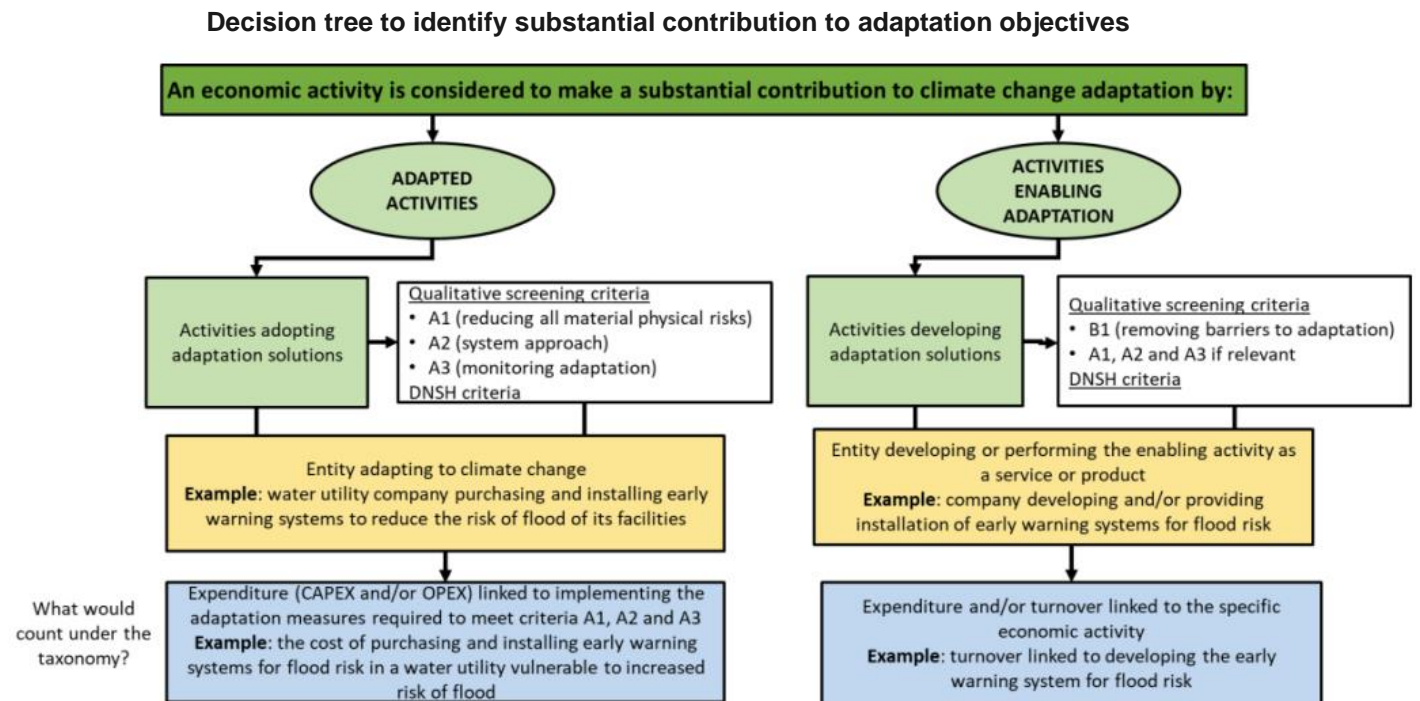 Decision tree to identify substantial contribution to adaptation objectives
An economic activity is considered to make a substantial contribution to climate change adaptation by:
ADAPTED
ACTIVITIES
ACTIVITIES
ENABLING
ADAPTATION
Activities adopting
adaptation solutions
Qualitative screening criteria
• A1 (reducing all material physical risks)
• A2 (system approach)
• A3 (monitoring adaptation)
DNSH criteria
Activities developing
adaptation solutions
Qualitative screening criteria
• B1 (removing barriers to adaptation)
• A1, A2 and A3 if relevant
DNSH criteria
Entity adapting to climate change
Example: water utility company purchasing and installing early
warning systems to reduce the risk of flood of its facilities
Entity developing or performing the enabling activity as
a service or product
Example: company developing and/or providing
installation of early warning systems for flood risk
What would
count under the
taxonomy?
Expenditure (CAPEX and/or OPEX) linked to implementing the
adaptation measures required to meet criteria A1, A2 and A3
Example: the cost of purchasing and installing early warning
systems for flood risk in a water utility vulnerable to increased
risk of flood
Expenditure and/or turnover linked to the specific
economic activity
Example: turnover linked to developing the early
warning system for flood risk